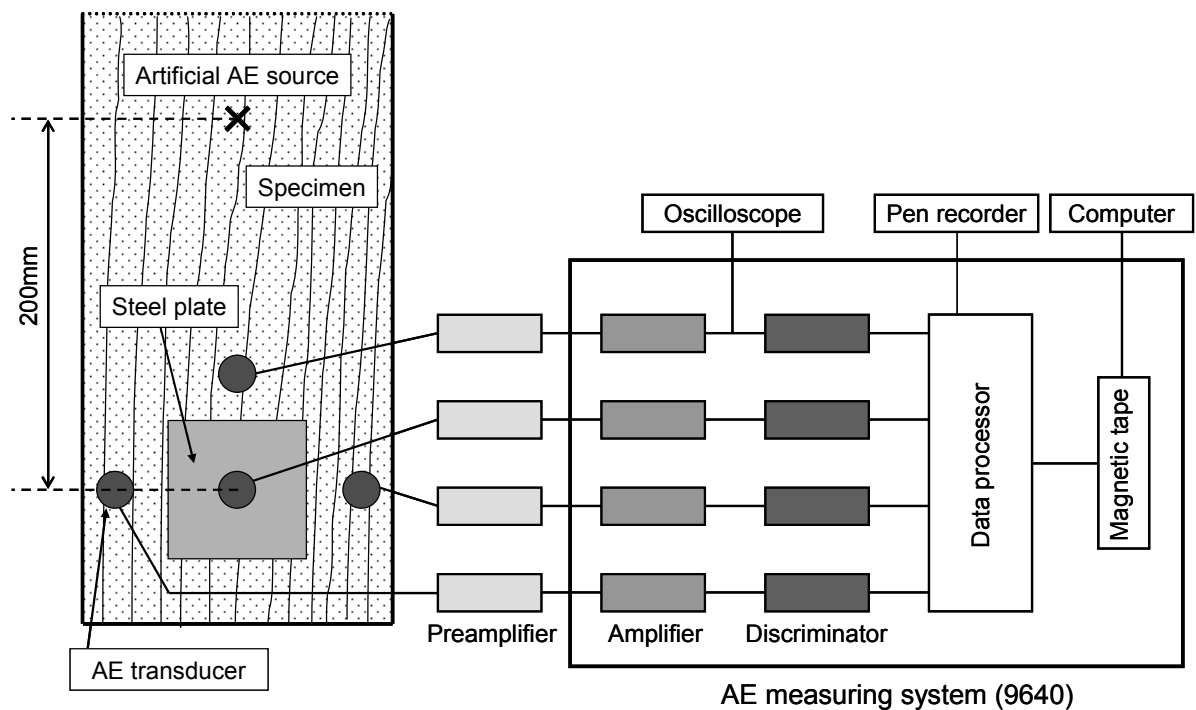 Artificial AE source
Specimen
200mm
Steel plate
AE transducer
Oscilloscope
Pen recorder
Computer
Data processor
Magnetic tape
Preamplifier
Amplifier
Discriminator
AE measuring system (9640)